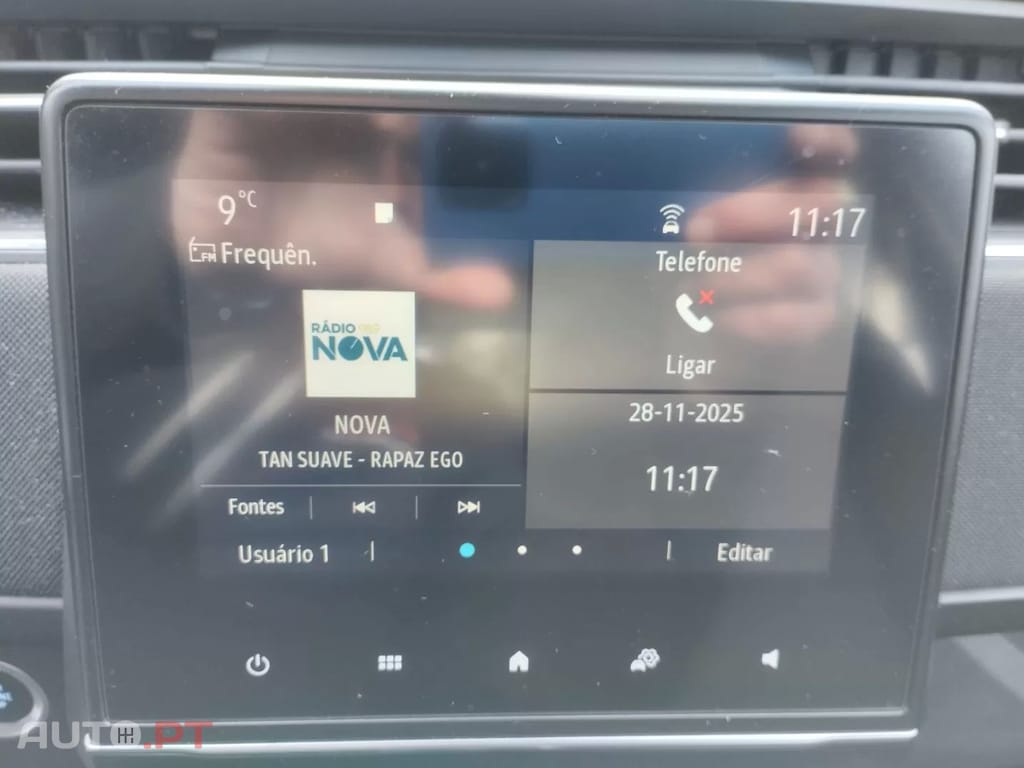 9°C
11:17
FM Frequên.
Telefone
RÁDIO
NOVA
Ligar
NOVA
28-11-2025
TAN SUAVE - RAPAZ EGO
11:17
Fontes
Usuário 1
Editar
AUTO.PT